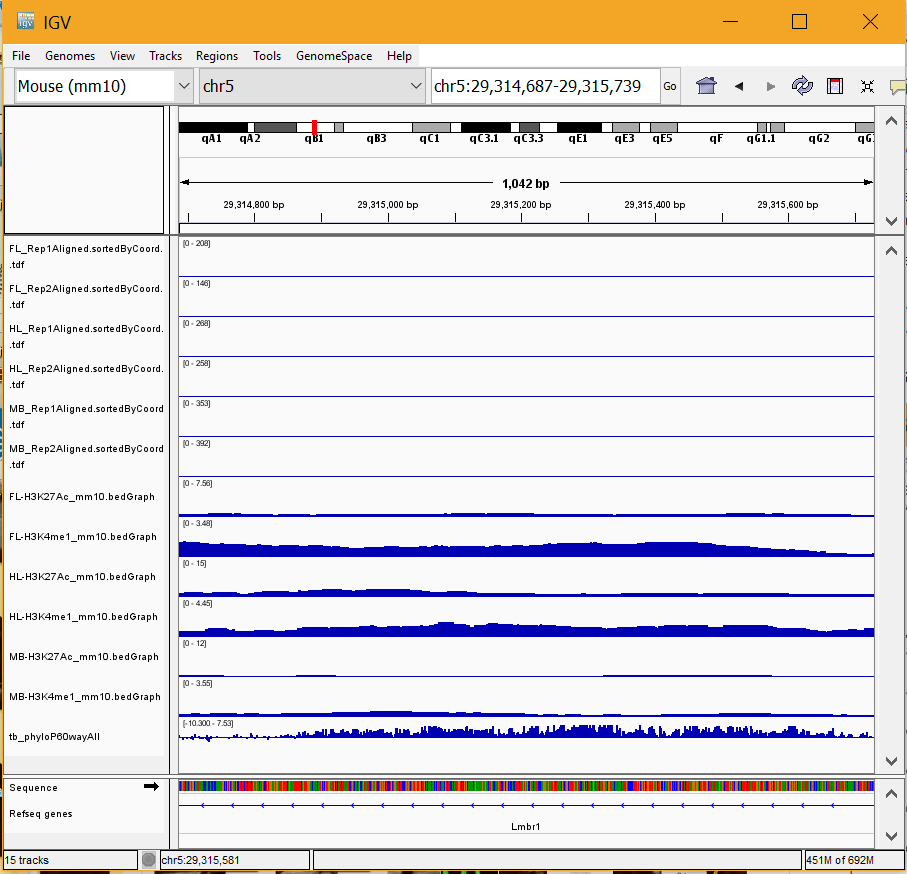 IGV
File Genomes View Tracks Regions Tools GenomeSpace Help
Mouse (mm10) chr5 chr5:29,314,687-29,315,739 Go
qA1 qA2 qB1 qB3 qC1 qC3.1 qC3.3 qE1 qE3 qE5 qF qG1.1 qG2 qG3
1,042 bp
29,314,800 bp 29,315,000 bp 29,315,200 bp 29,315,400 bp 29,315,600 bp
FL_Rep1Aligned.sortedByCoord.
.tdf
[0 - 208]
FL_Rep2Aligned.sortedByCoord.
.tdf
[0 - 146]
HL_Rep1Aligned.sortedByCoord.
.tdf
[0 - 268]
HL_Rep2Aligned.sortedByCoord.
.tdf
[0 - 258]
MB_Rep1Aligned.sortedByCoord
.tdf
[0 - 353]
MB_Rep2Aligned.sortedByCoord
.tdf
[0 - 392]
FL-H3K27Ac_mm10.bedGraph
[0 - 7.56]
FL-H3K4me1_mm10.bedGraph
[0 - 3.48]
HL-H3K27Ac_mm10.bedGraph
[0 - 15]
HL-H3K4me1_mm10.bedGraph
[0 - 4.45]
MB-H3K27Ac_mm10.bedGraph
[0 - 12]
MB-H3K4me1_mm10.bedGraph
[0 - 3.55]
tb_phyloP60wayAll
[-10.300 - 7.53]
Sequence
Refseq genes
Lmbr1
15 tracks chr5:29,315,581 451M of 692M